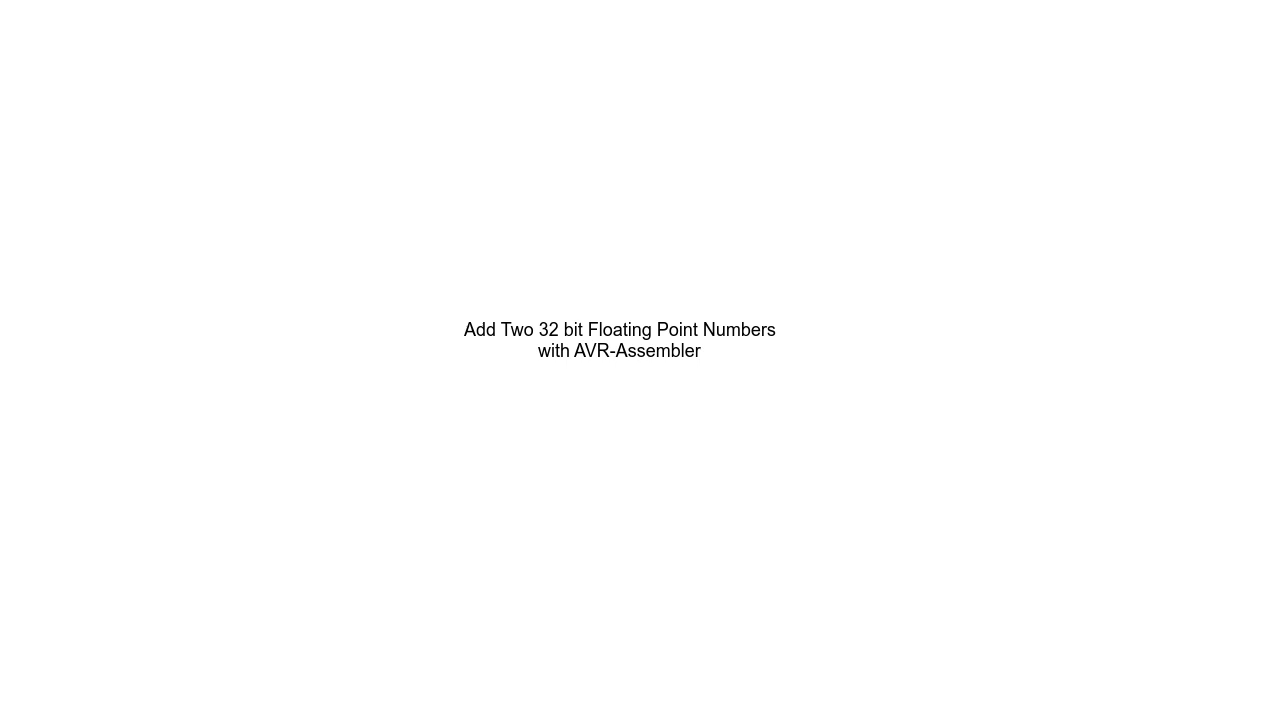 Add Two 32 bit Floating Point Numbers
with AVR-Assembler